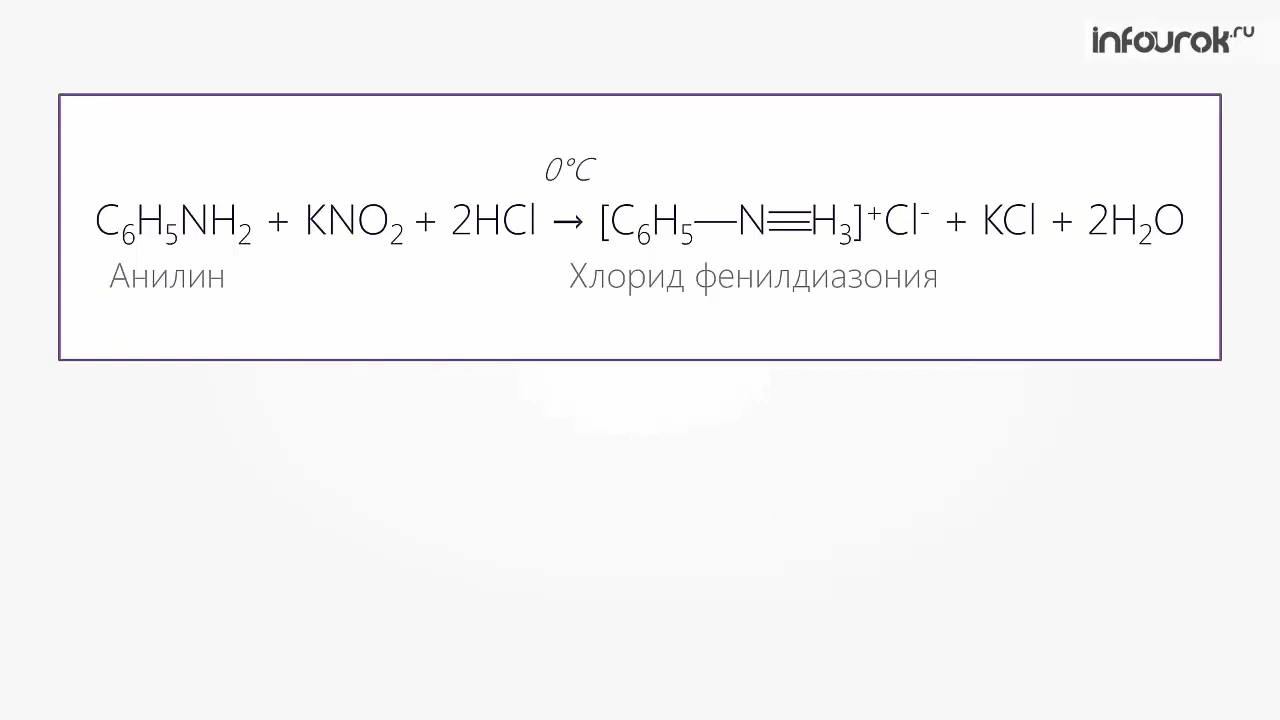 infourok.ru
0°C
C₆H₅NH₂ + KNO₂ + 2HCl → [C₆H₅—N≡H₃]⁺Cl⁻ + KCl + 2H₂O
Анилин Хлорид фенилдиазония